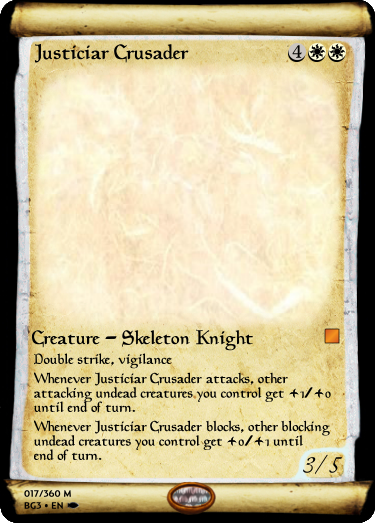 Justiciar Crusader 4
Creature – Skeleton Knight
Double strike, vigilance
Whenever Justiciar Crusader attacks, other
attacking undead creatures you control get +1/+0
until end of turn.
Whenever Justiciar Crusader blocks, other blocking
undead creatures you control get +0/+1 until
end of turn.
3/5
017/360 M
BG3 • EN